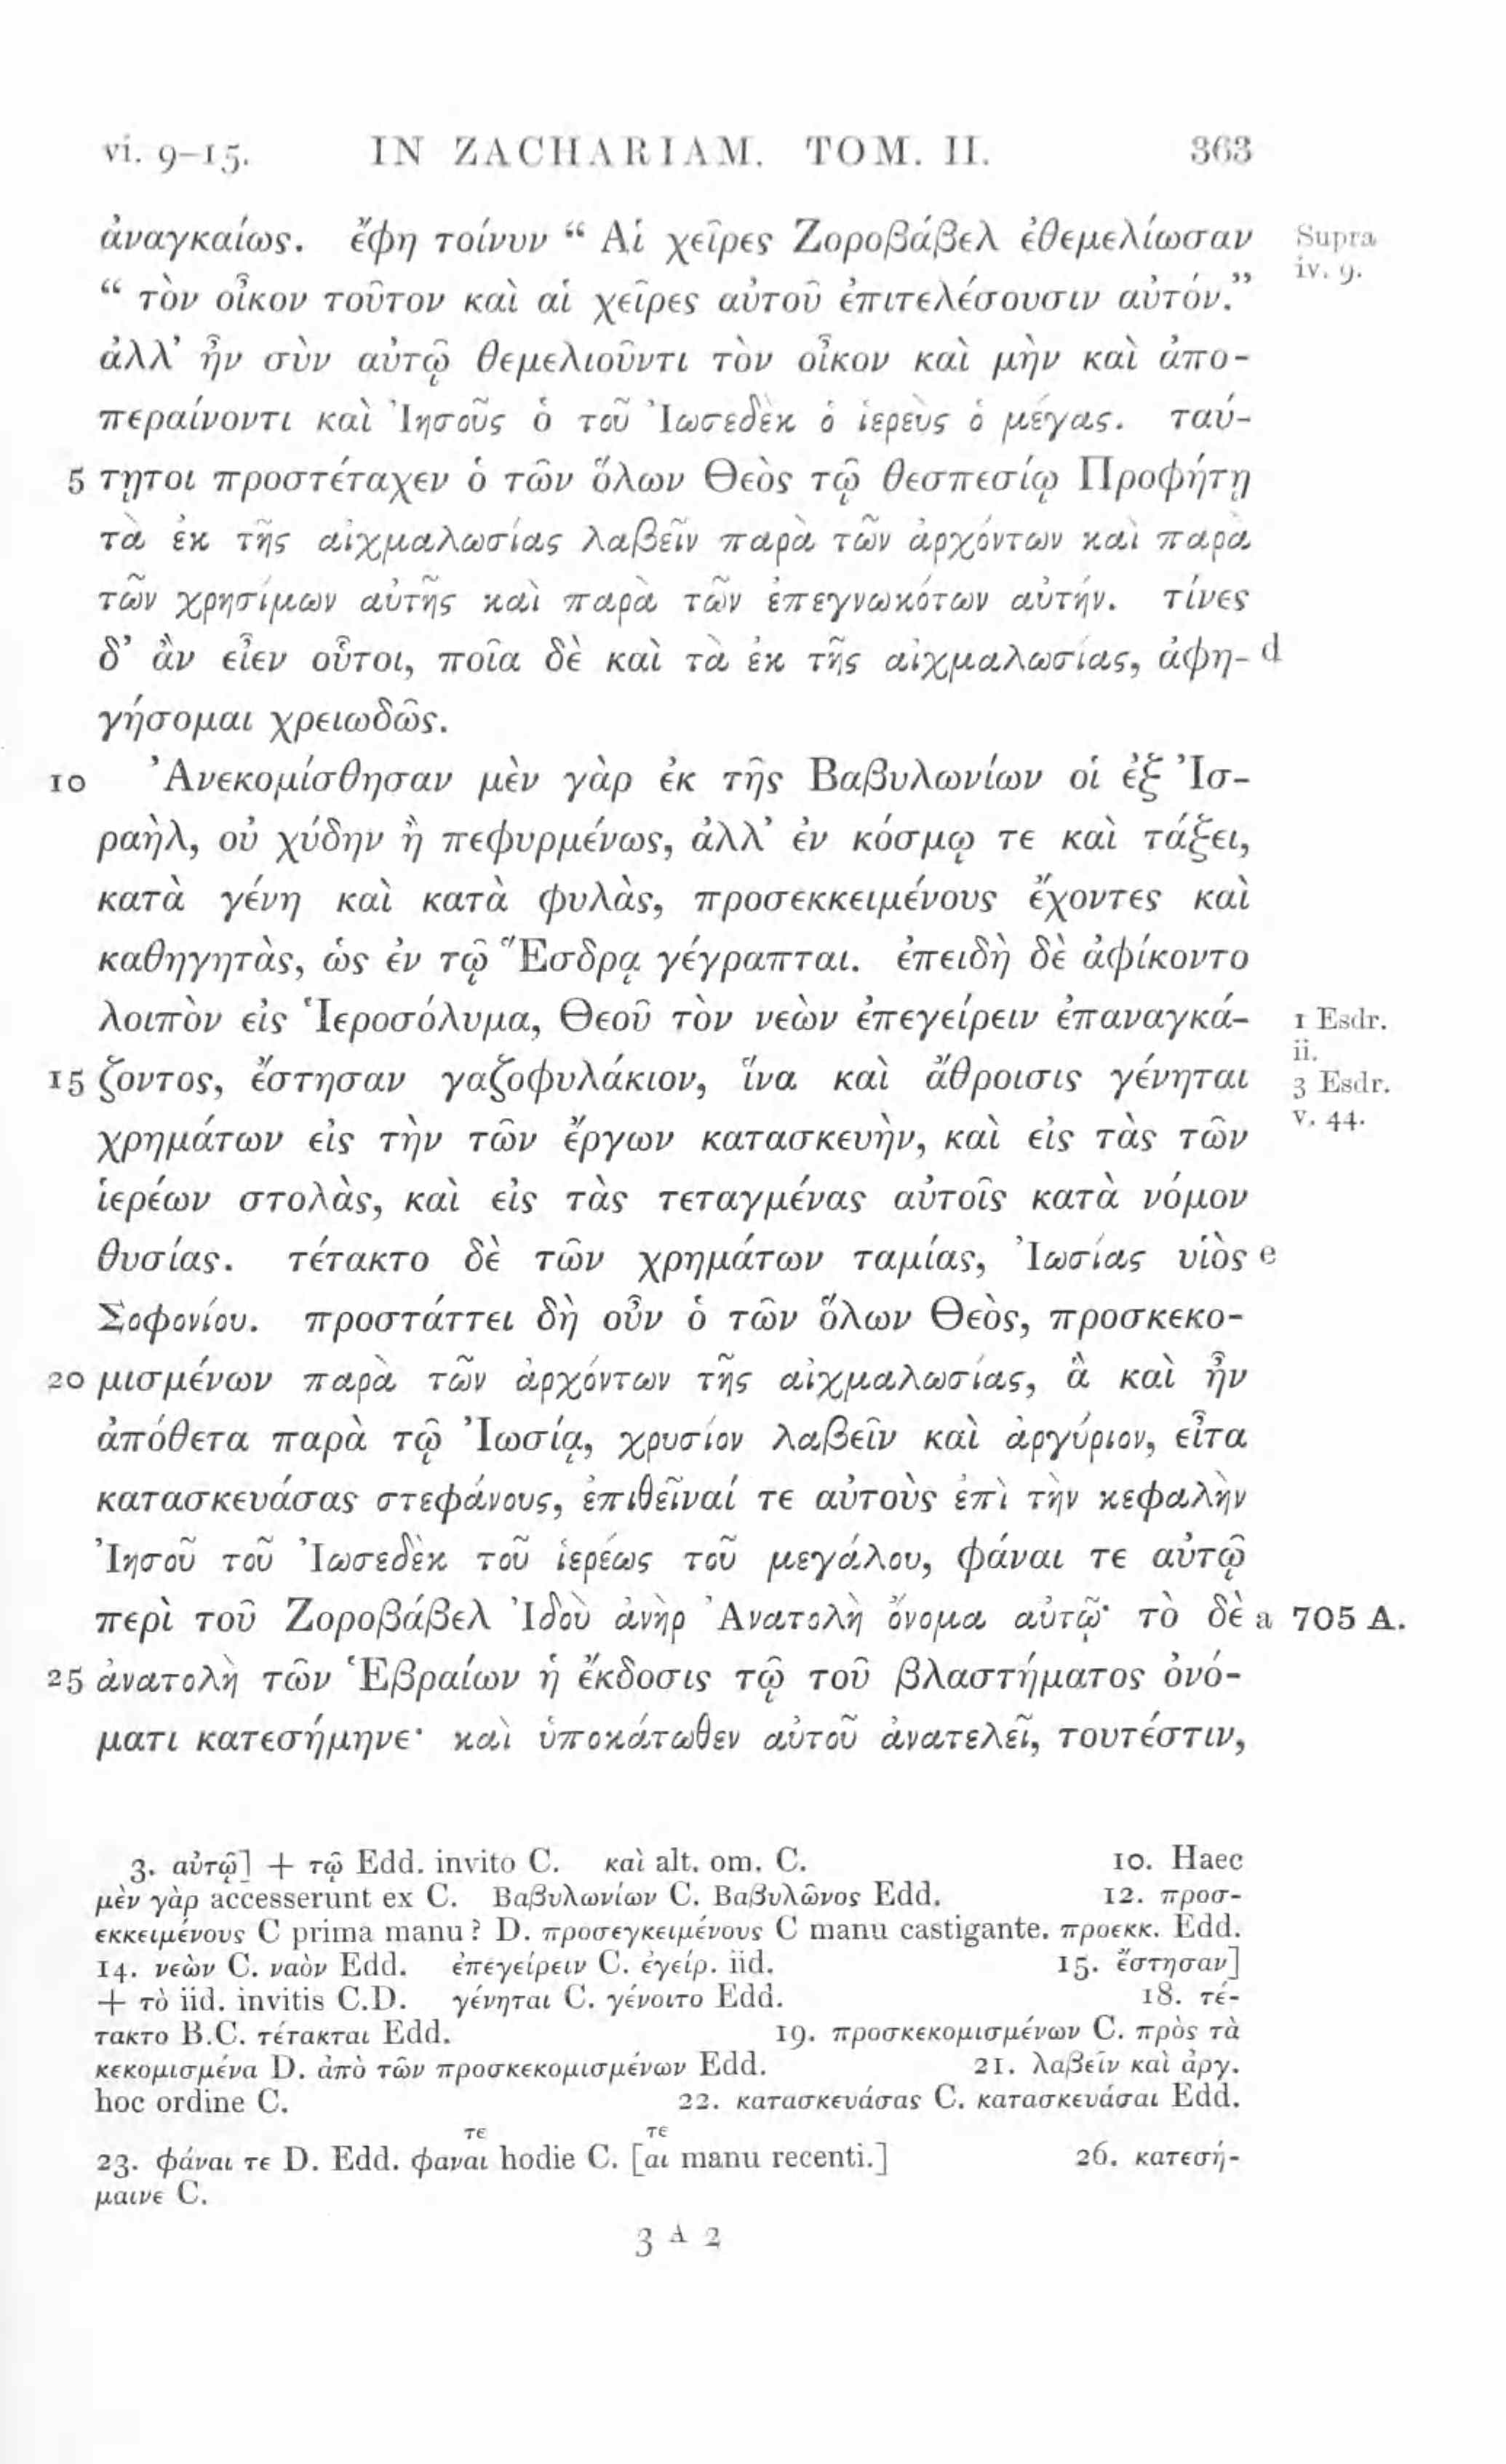 vi. 9–15. IN ZACHARIAM. TOM. II. 363
ἀναγκαίως. ἔφη τοίνυν “ Αἱ χεῖρες Ζοροβάβελ ἐθεμελίωσαν Supra
“ τὸν οἶκον τοῦτον καὶ αἱ χεῖρες αὐτοῦ ἐπιτελέσουσιν αὐτόν.” iv. 9.
ἀλλ’ ἦν σὺν αὐτῷ θεμελιοῦντι τὸν οἶκον καὶ μὴν καὶ ἀπο-
περαίνοντι καὶ Ἰησοῦς ὁ τοῦ Ἰωσεδὲκ ὁ ἱερεὺς ὁ μέγας. ταύ-
5 τῃτοι προστέταχεν ὁ τῶν ὅλων Θεὸς τῷ θεσπεσίῳ Προφήτῃ
τὰ ἐκ τῆς αἰχμαλωσίας λαβεῖν παρὰ τῶν ἀρχόντων καὶ παρὰ
τῶν χρησίμων αὐτῆς καὶ παρὰ τῶν ἐπεγνωκότων αὐτήν. τίνες
δ’ ἂν εἶεν οὗτοι, ποῖα δὲ καὶ τὰ ἐκ τῆς αἰχμαλωσίας, ἀφη- d
γήσομαι χρειωδῶς.
10 Ἀνεκομίσθησαν μὲν γὰρ ἐκ τῆς Βαβυλωνίων οἱ ἐξ Ἰσ-
ραὴλ, οὐ χύδην ἢ πεφυρμένως, ἀλλ’ ἐν κόσμῳ τε καὶ τάξει,
κατὰ γένη καὶ κατὰ φυλὰς, προσεκκειμένους ἔχοντες καὶ
καθηγητὰς, ὡς ἐν τῷ Ἔσδρᾳ γέγραπται. ἐπειδὴ δὲ ἀφίκοντο
λοιπὸν εἰς Ἱεροσόλυμα, Θεοῦ τὸν νεὼν ἐπεγείρειν ἐπαναγκά- 1 Esdr.
ii.
15 ζοντος, ἔστησαν γαζοφυλάκιον, ἵνα καὶ ἄθροισις γένηται 3 Esdr.
v. 44.
χρημάτων εἰς τὴν τῶν ἔργων κατασκευὴν, καὶ εἰς τὰς τῶν
ἱερέων στολὰς, καὶ εἰς τὰς τεταγμένας αὐτοῖς κατὰ νόμον
θυσίας. τέτακτο δὲ τῶν χρημάτων ταμίας, Ἰωσίας υἱὸς e
Σοφονίου. προστάττει δὴ οὖν ὁ τῶν ὅλων Θεὸς, προσκεκο-
20 μισμένων παρὰ τῶν ἀρχόντων τῆς αἰχμαλωσίας, ἃ καὶ ἦν
ἀπόθετα παρὰ τῷ Ἰωσίᾳ, χρυσίον λαβεῖν καὶ ἀργύριον, εἶτα
κατασκευάσας στεφάνους, ἐπιθεῖναί τε αὐτοὺς ἐπὶ τὴν κεφαλὴν
Ἰησοῦ τοῦ Ἰωσεδὲκ τοῦ ἱερέως τοῦ μεγάλου, φάναι τε αὐτῷ
περὶ τοῦ Ζοροβάβελ Ἰδοὺ ἀνὴρ Ἀνατολὴ ὄνομα αὐτῷ· τὸ δὲ a 705 A.
25 ἀνατολὴ τῶν Ἑβραίων ἡ ἔκδοσις τῷ τοῦ βλαστήματος ὀνό-
ματι κατεσήμηνε· καὶ ὑποκάτωθεν αὐτοῦ ἀνατελεῖ, τουτέστιν,
3. αὐτῷ] + τῷ Edd. invito C. καὶ alt. om. C. 10. Haec
μὲν γὰρ accesserunt ex C. Βαβυλωνίων C. Βαβυλῶνος Edd. 12. προσ-
εκκειμένους C prima manu? D. προσεγκειμένους C manu castigante. προεκκ. Edd.
14. νεὼν C. ναὸν Edd. ἐπεγείρειν C. ἐγείρ. iid. 15. ἔστησαν]
+ τὸ iid. invitis C.D. γένηται C. γένοιτο Edd. 18. τέ-
τακτο B.C. τέτακται Edd. 19. προσκεκομισμένων C. πρὸς τὰ
κεκομισμένα D. ἀπὸ τῶν προσκεκομισμένων Edd. 21. λαβεῖν καὶ ἀργ.
hoc ordine C. 22. κατασκευάσας C. κατασκευάσαι Edd.
τε τε
23. φάναι τε D. Edd. φαναι hodie C. [αι manu recenti.] 26. κατεσή-
μαινε C.
3 A 2